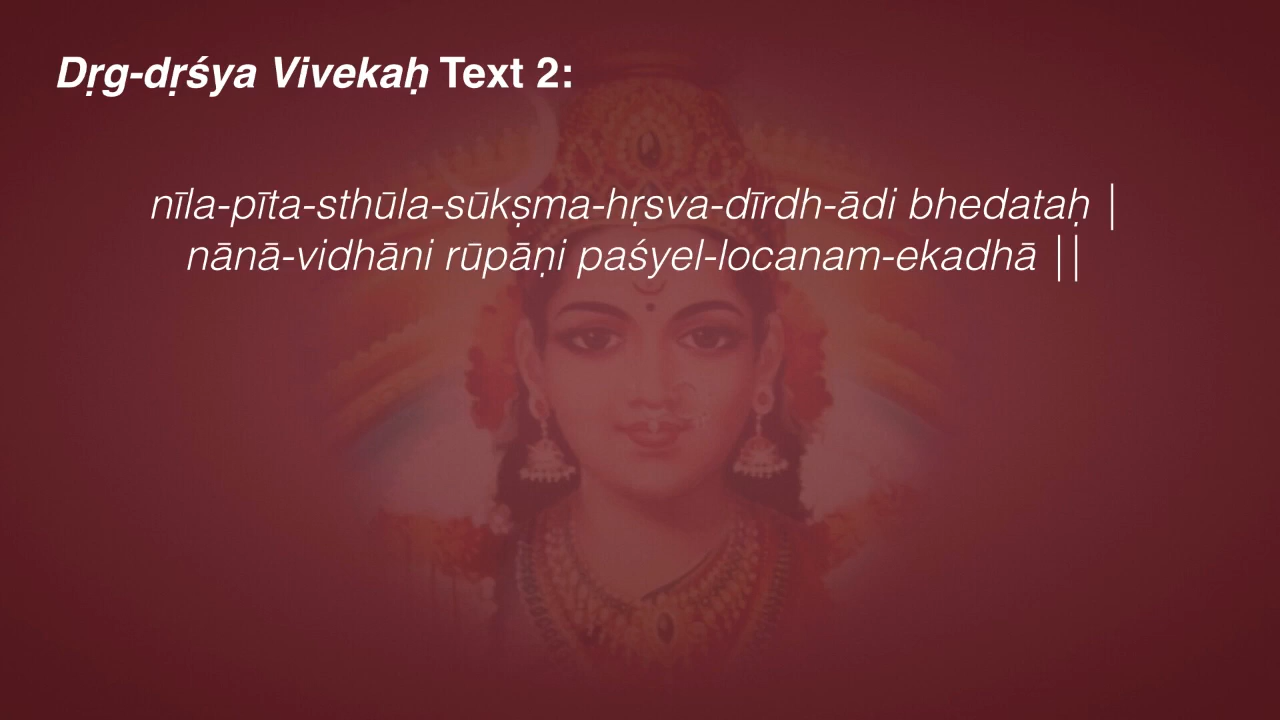 Dṛg-dṛśya Vivekaḥ Text 2:
nīla-pīta-sthūla-sūkṣma-hṛsva-dīrdh-ādi bhedataḥ |
nānā-vidhāni rūpāṇi paśyel-locanam-ekadhā ||